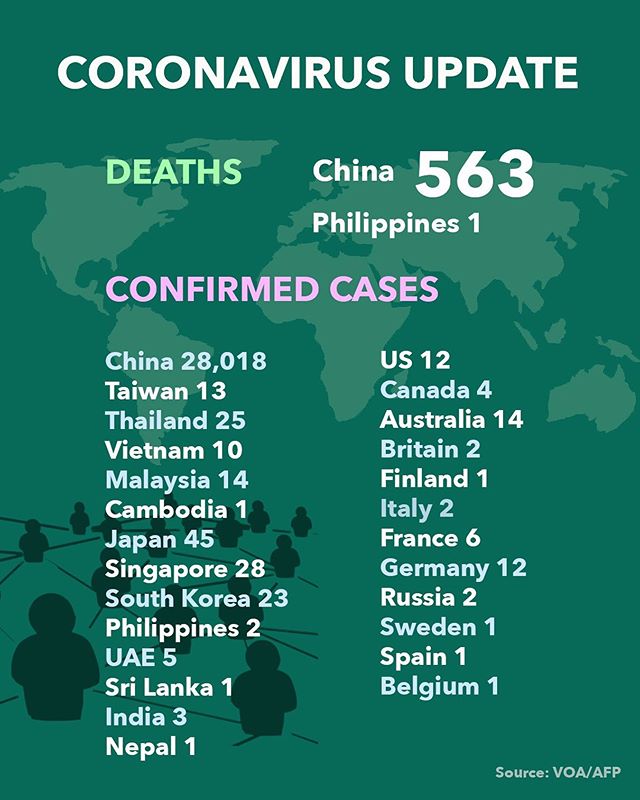 CORONAVIRUS UPDATE
DEATHS
China 563
Philippines 1
CONFIRMED CASES
China 28,018
Taiwan 13
Thailand 25
Vietnam 10
Malaysia 14
Cambodia 1
Japan 45
Singapore 28
South Korea 23
Philippines 2
UAE 5
Sri Lanka 1
India 3
Nepal 1
US 12
Canada 4
Australia 14
Britain 2
Finland 1
Italy 2
France 6
Germany 12
Russia 2
Sweden 1
Spain 1
Belgium 1
Source: VOA/AFP